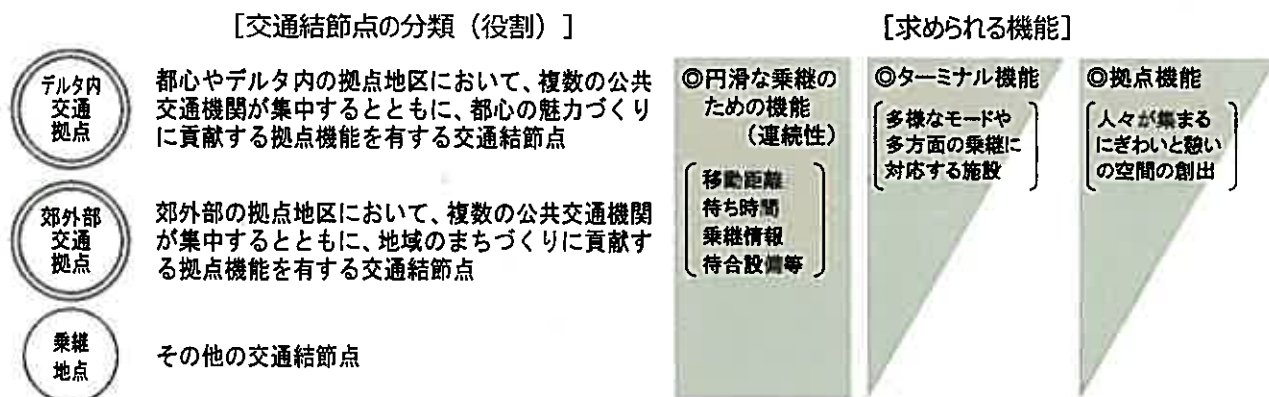 [交通結節点の分類（役割）]
[求められる機能]
デルタ内
交通
拠点
都心やデルタ内の拠点地区において、複数の公共
交通機関が集中するとともに、都心の魅力づくり
に貢献する拠点機能を有する交通結節点
郊外部
交通
拠点
郊外部の拠点地区において、複数の公共交通機関
が集中するとともに、地域のまちづくりに貢献す
る拠点機能を有する交通結節点
乗継
地点
その他の交通結節点
◎円滑な乗継の
ための機能
（連続性）
移動距離
待ち時間
乗継情報
待合設備等
◎ターミナル機能
多様なモードや
多方面の乗継に
対応する施設
◎拠点機能
人々が集まる
にぎわいと憩い
の空間の創出